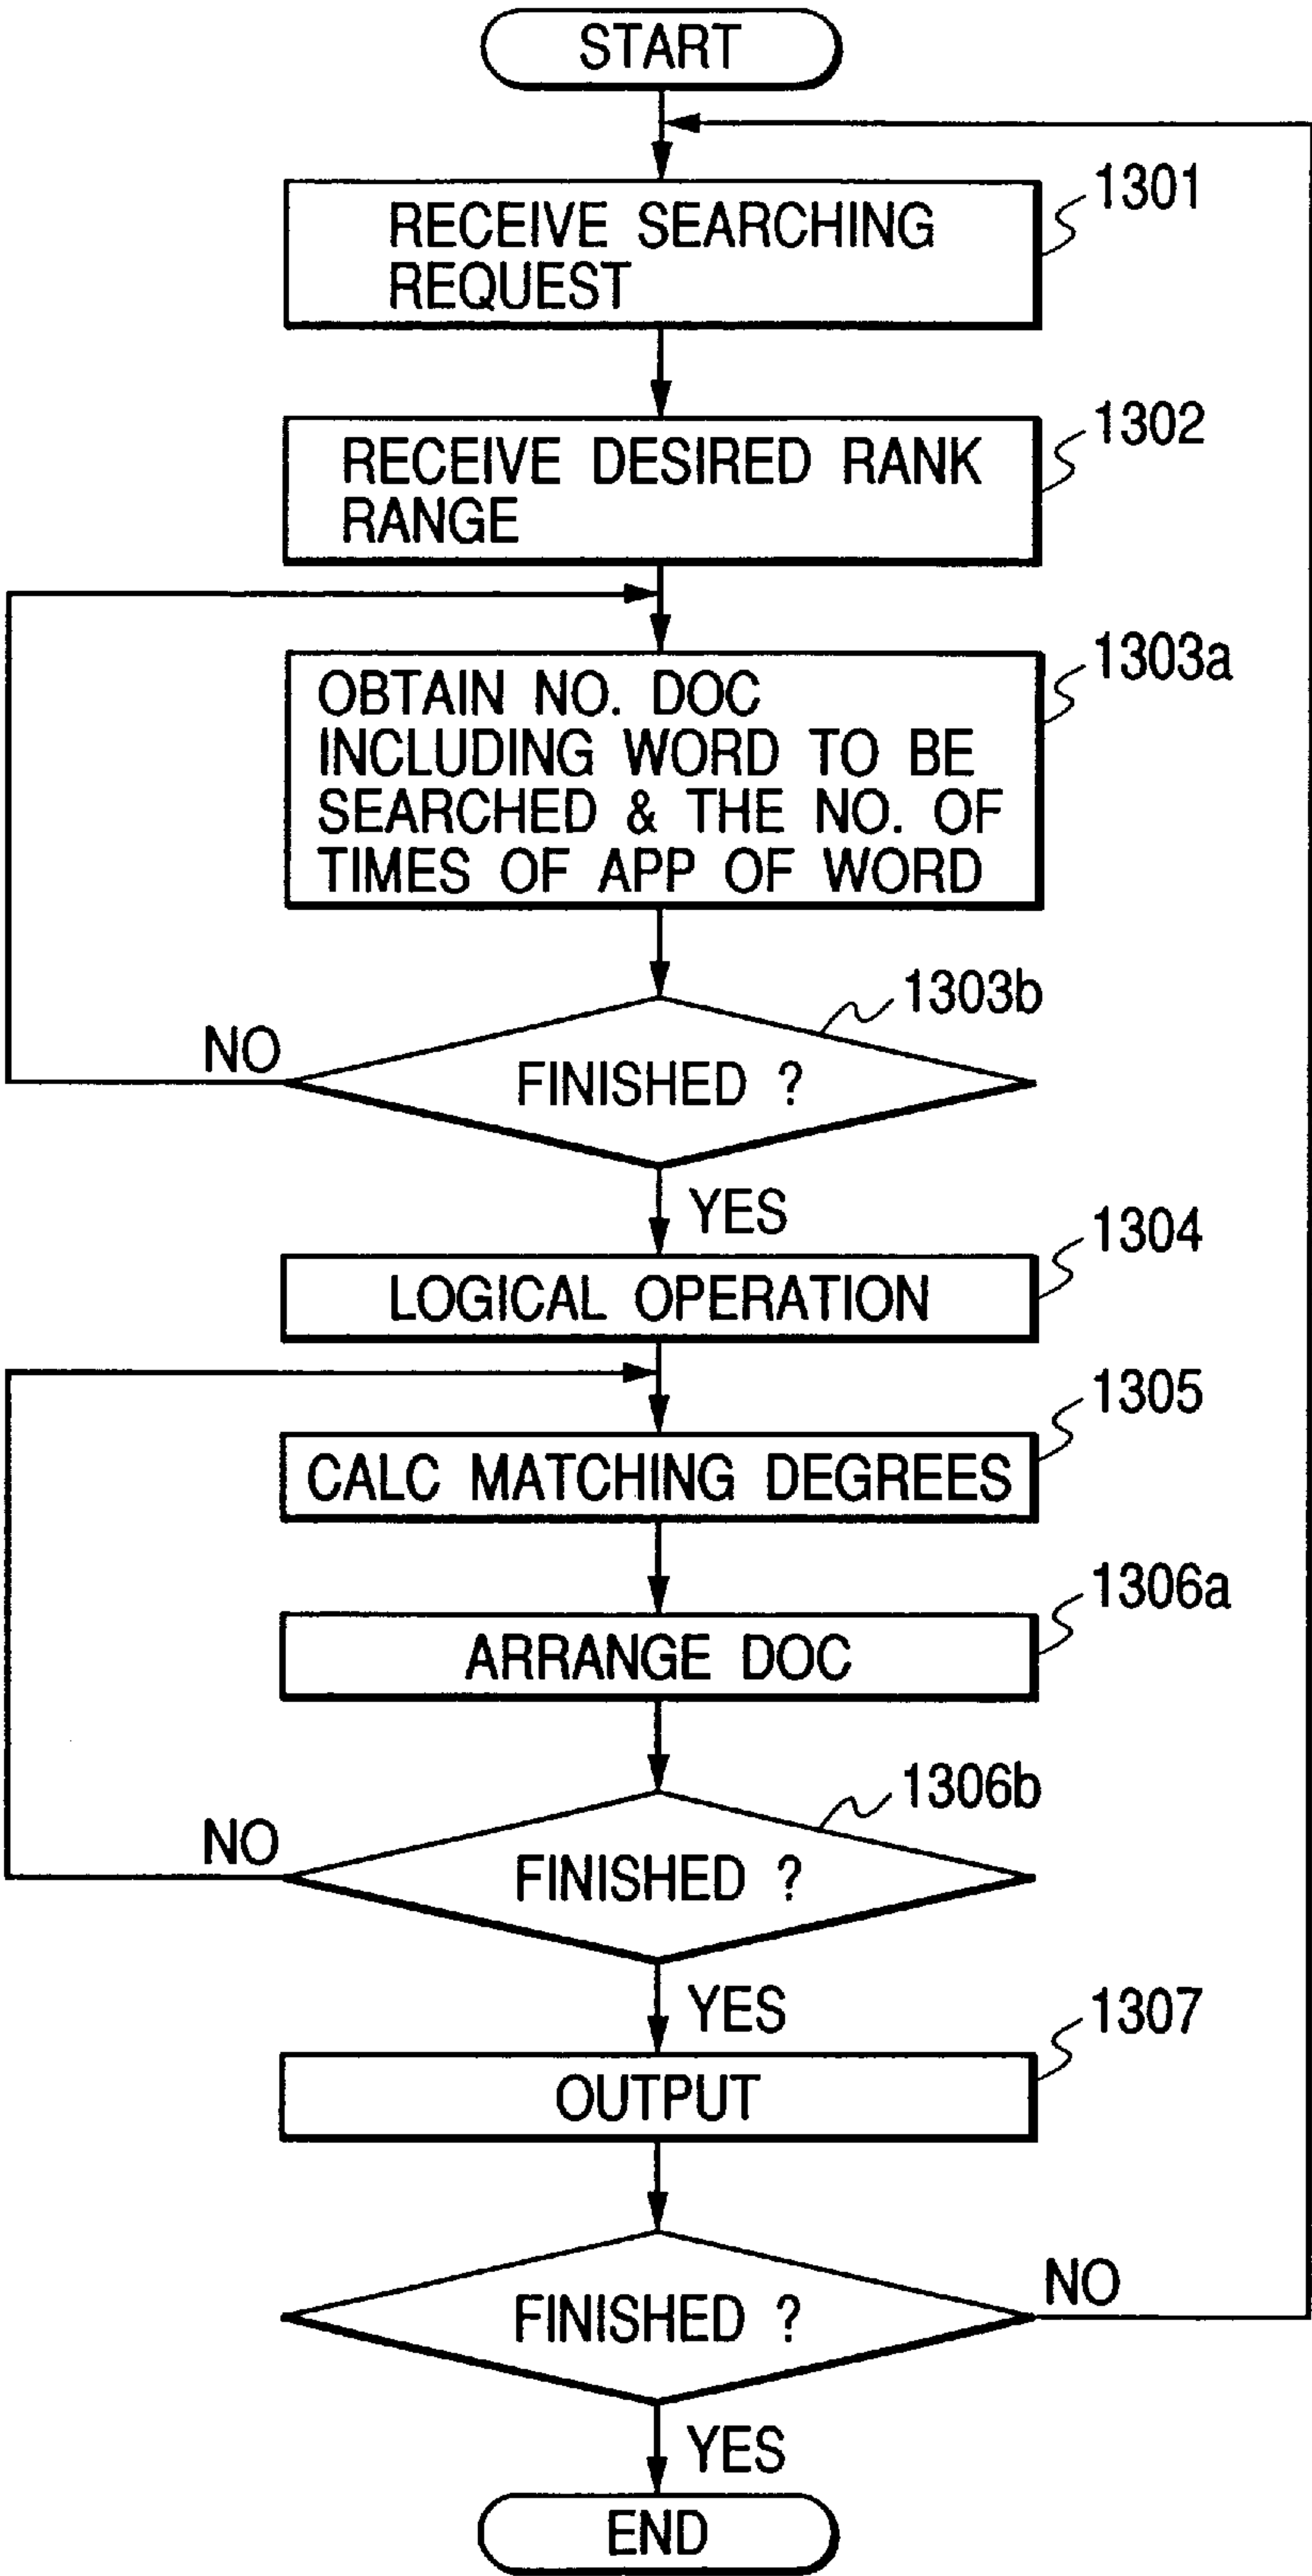 START
1301
RECEIVE SEARCHING
REQUEST
1302
RECEIVE DESIRED RANK
RANGE
1303a
OBTAIN NO. DOC
INCLUDING WORD TO BE
SEARCHED & THE NO. OF
TIMES OF APP OF WORD
1303b
NO
FINISHED ?
YES
1304
LOGICAL OPERATION
1305
CALC MATCHING DEGREES
1306a
ARRANGE DOC
1306b
NO
FINISHED ?
YES
1307
OUTPUT
NO
FINISHED ?
YES
END